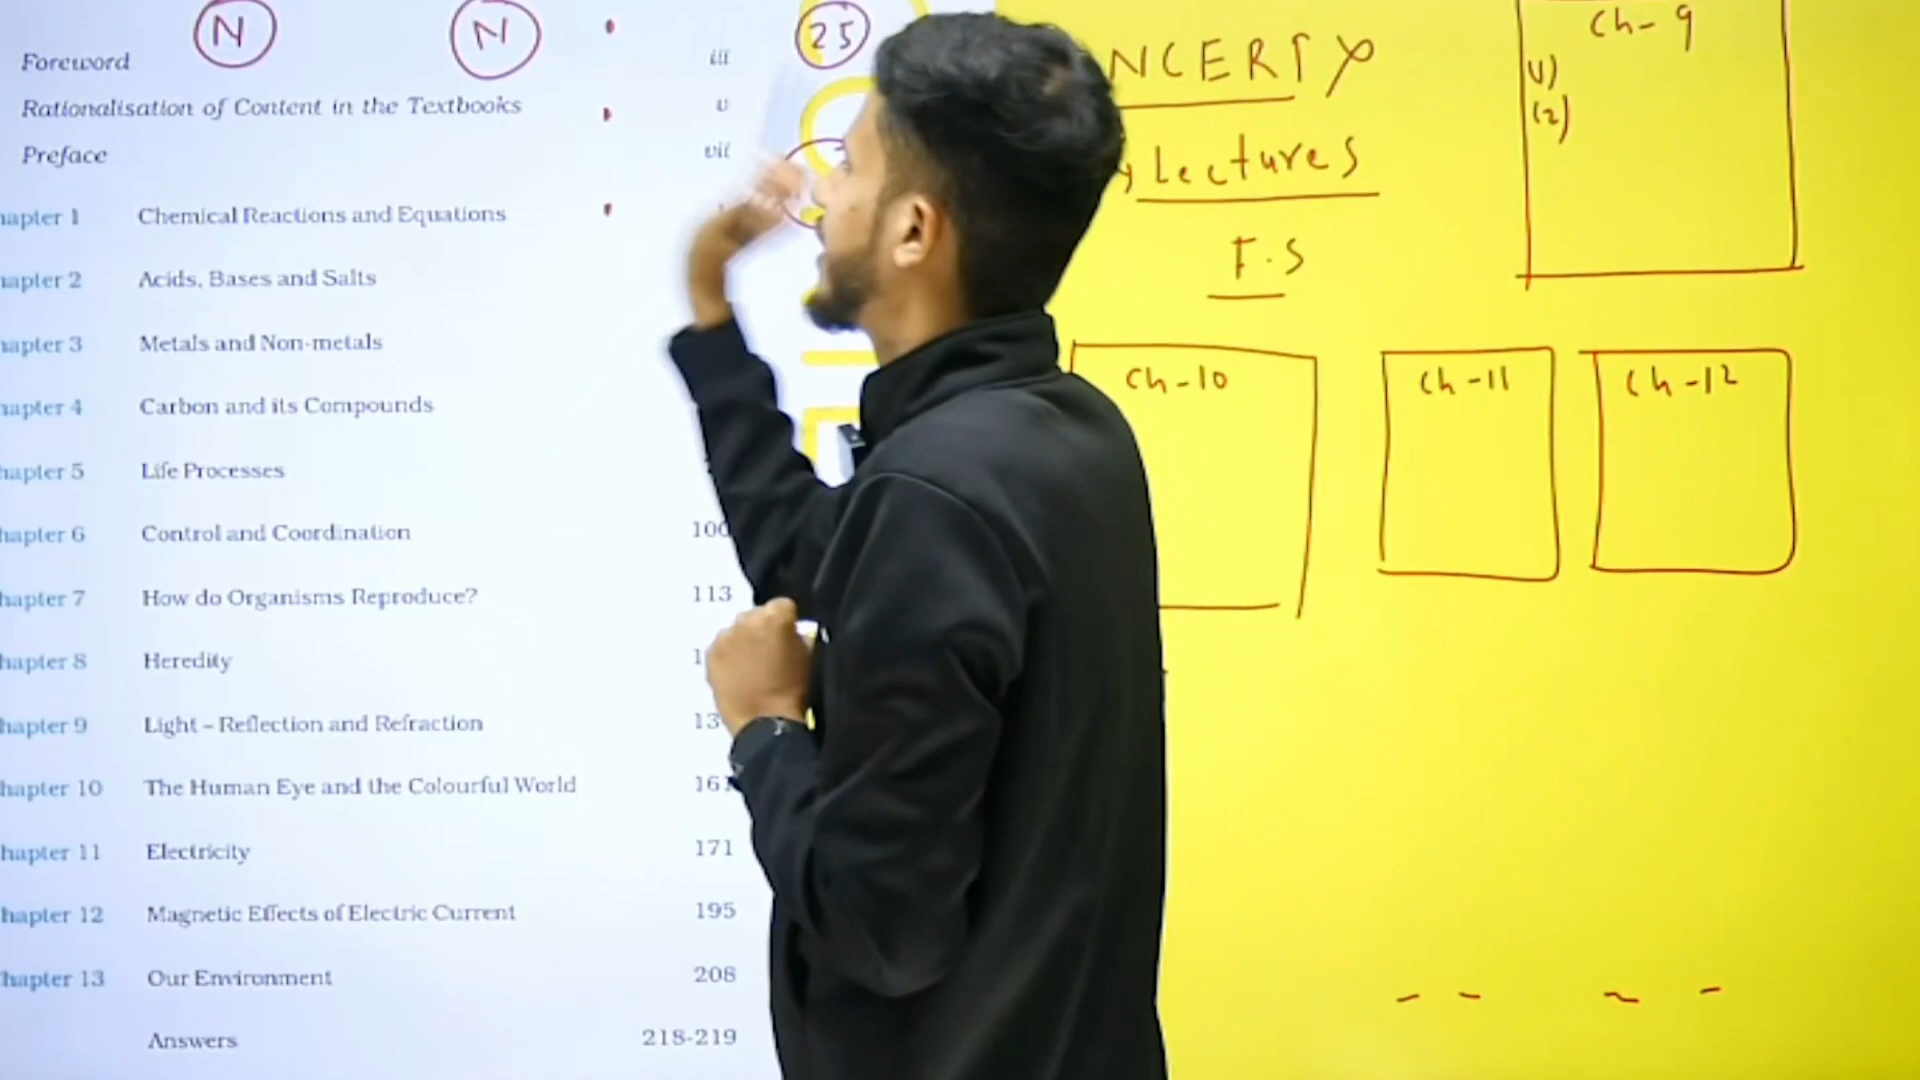 N N 25
Foreword iii
Rationalisation of Content in the Textbooks v
Preface vii
hapter 1 Chemical Reactions and Equations
hapter 2 Acids, Bases and Salts
hapter 3 Metals and Non-metals
hapter 4 Carbon and its Compounds
hapter 5 Life Processes
hapter 6 Control and Coordination 100
hapter 7 How do Organisms Reproduce? 113
hapter 8 Heredity
hapter 9 Light – Reflection and Refraction
hapter 10 The Human Eye and the Colourful World 161
hapter 11 Electricity 171
hapter 12 Magnetic Effects of Electric Current 195
hapter 13 Our Environment 208
Answers 218-219
NCERT
Lectures
F.S
Ch-9
(2)
Ch-10
Ch-11
Ch-12